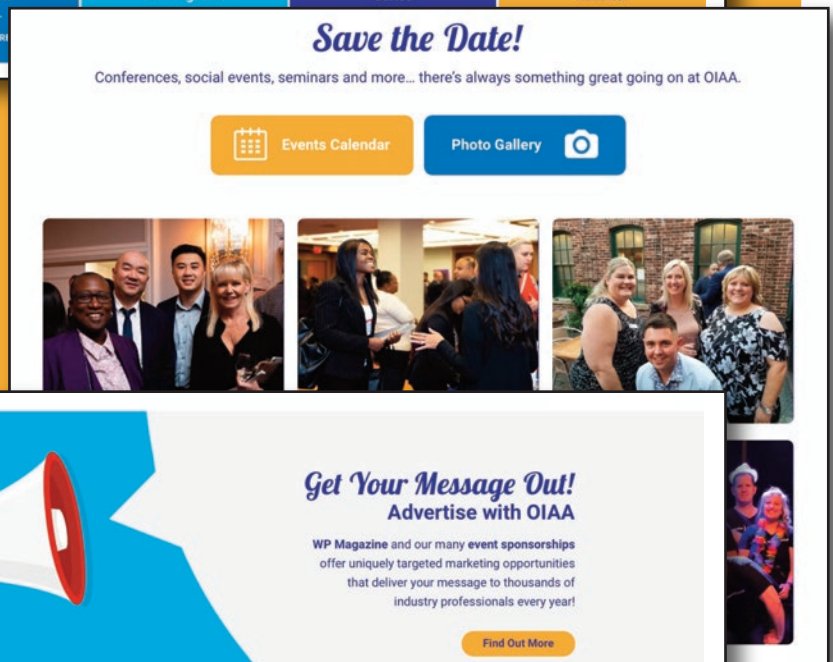 Save the Date!
Conferences, social events, seminars and more... there's always something great going on at OIAA.
Events Calendar
Photo Gallery
Get Your Message Out!
Advertise with OIAA
WP Magazine and our many event sponsorships
offer uniquely targeted marketing opportunities
that deliver your message to thousands of
industry professionals every year!
Find Out More